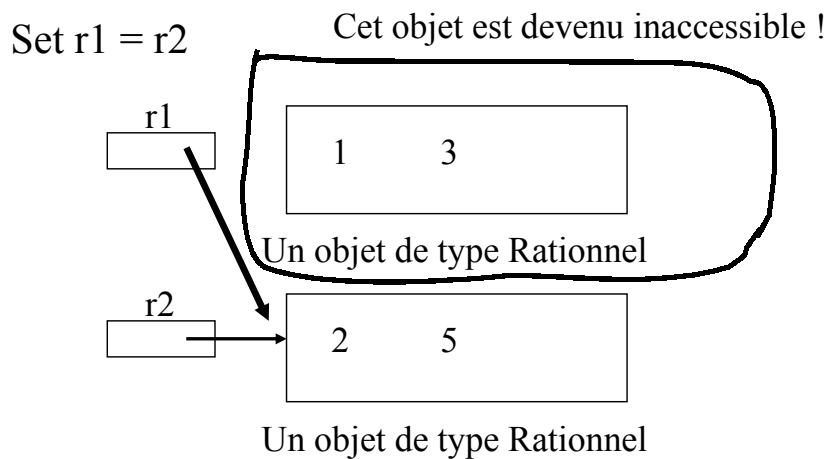 Set r1 = r2
Cet objet est devenu inaccessible !
r1
1 3
Un objet de type Rationnel
r2
2 5
Un objet de type Rationnel